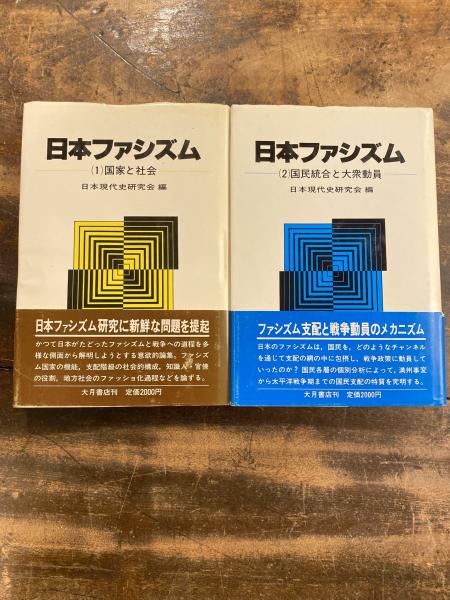 日本ファシズム
(1)国家と社会
日本現代史研究会 編
日本ファシズム研究に新鮮な問題を提起
かつて日本がたどったファシズムと戦争への道程を多
様な側面から解明しようとする意欲的論集。ファシズ
ム国家の機能，支配階級の社会的構成，知識人・官僚
の役割，地方社会のファッショ化過程などを論ずる。
大月書店刊 定価2000円
日本ファシズム
(2)国民統合と大衆動員
日本現代史研究会 編
ファシズム支配と戦争動員のメカニズム
日本のファシズムは，国民を，どのようなチャンネル
を通じて支配の網の中に包摂し，戦争政策に動員して
いったのか？ 国民各層の個別分析によって，満州事変
から太平洋戦争期までの国民支配の特質を究明する。
大月書店刊 定価2000円